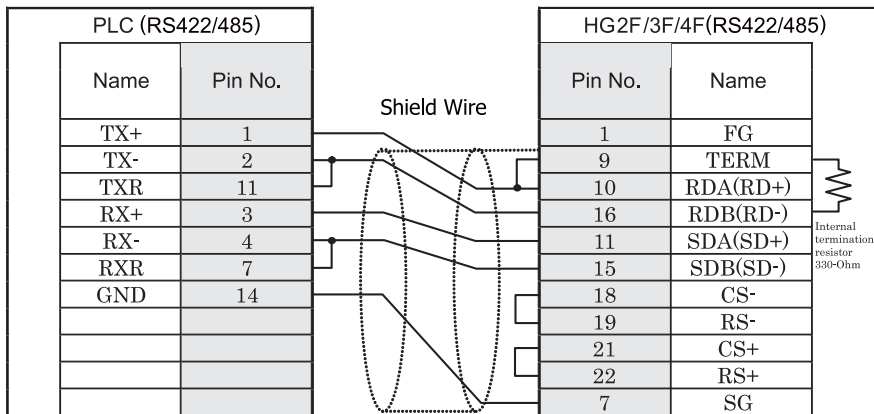 PLC (RS422/485) HG2F/3F/4F(RS422/485)
Name Pin No. Pin No. Name
Shield Wire
TX+ 1 1 FG
TX- 2 9 TERM
TXR 11 10 RDA(RD+)
RX+ 3 16 RDB(RD-)
RX- 4 11 SDA(SD+)
RXR 7 15 SDB(SD-)
GND 14 18 CS-
19 RS-
21 CS+
22 RS+
7 SG
Internal
termination
resistor
330-Ohm